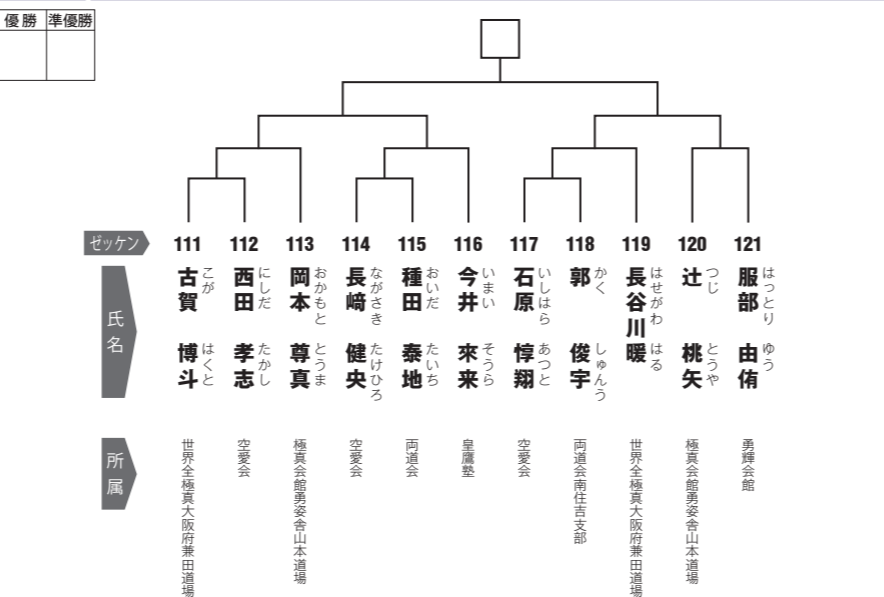 優勝 準優勝
ゼッケン 111 112 113 114 115 116 117 118 119 120 121
氏名
古賀 博斗 こが はくと
西田 孝志 にしだ たかし
岡本 尊真 おかもと とうま
長﨑 健央 ながさき たけひろ
種田 泰地 おいだ たいち
今井 來来 いまい そうら
石原 惇翔 いしはら あつと
郭 俊宇 かく しゅんう
長谷川 暖 はせがわ はる
辻 桃矢 つじ とうや
服部 由侑 はっとり ゆう
所属
世界全極真大阪府兼田道場
空愛会
極真会館勇姿舎山本道場
空愛会
両道会
皇鷹塾
空愛会
両道会南住吉支部
世界全極真大阪府兼田道場
極真会館勇姿舎山本道場
勇輝会館